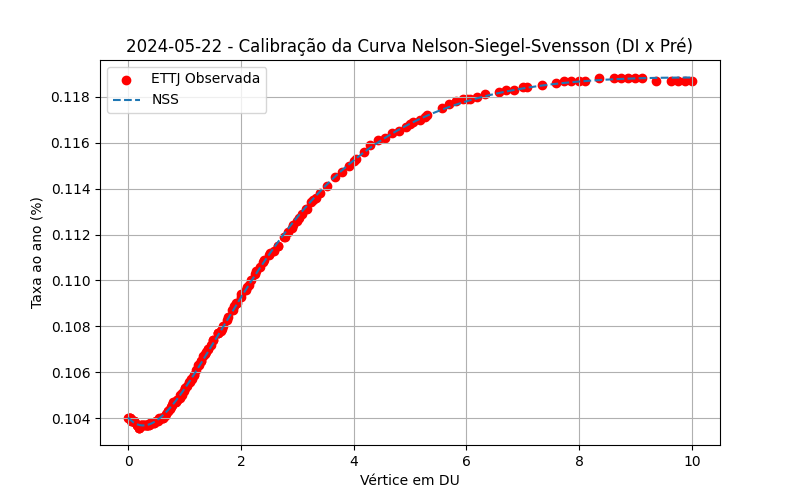 2024-05-22 - Calibração da Curva Nelson-Siegel-Svensson (DI x Pré)
ETTJ Observada
NSS
Taxa ao ano (%)
0.118
0.116
0.114
0.112
0.110
0.108
0.106
0.104
0 2 4 6 8 10
Vértice em DU